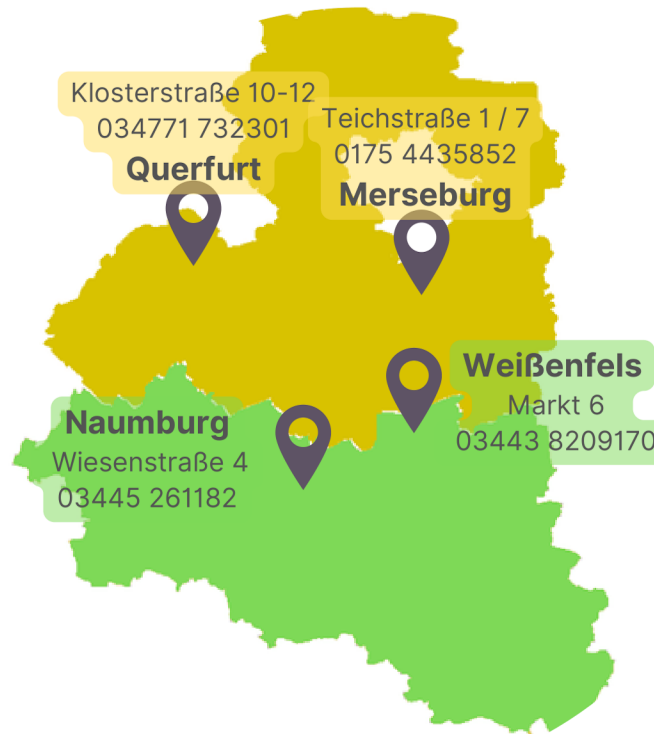 Klosterstraße 10-12
034771 732301
Querfurt
Teichstraße 1 / 7
0175 4435852
Merseburg
Weißenfels
Markt 6
03443 8209170
Naumburg
Wiesenstraße 4
03445 261182